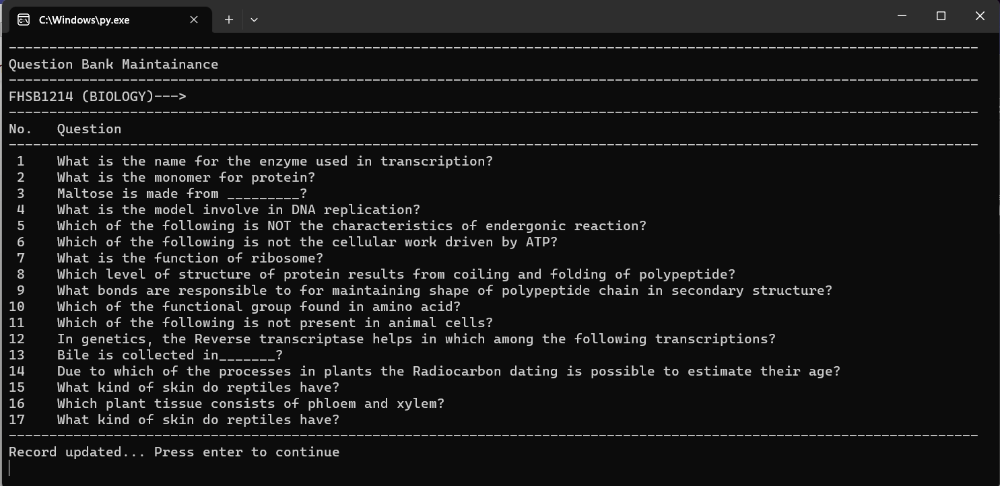 C:\Windows\py.exe
------------------------------------------------------------------------------------------------------------------------
Question Bank Maintainance
------------------------------------------------------------------------------------------------------------------------
FHSB1214 (BIOLOGY)--->
------------------------------------------------------------------------------------------------------------------------
No.   Question
------------------------------------------------------------------------------------------------------------------------
 1    What is the name for the enzyme used in transcription?
 2    What is the monomer for protein?
 3    Maltose is made from _________?
 4    What is the model involve in DNA replication?
 5    Which of the following is NOT the characteristics of endergonic reaction?
 6    Which of the following is not the cellular work driven by ATP?
 7    What is the function of ribosome?
 8    Which level of structure of protein results from coiling and folding of polypeptide?
 9    What bonds are responsible to for maintaining shape of polypeptide chain in secondary structure?
10    Which of the functional group found in amino acid?
11    Which of the following is not present in animal cells?
12    In genetics, the Reverse transcriptase helps in which among the following transcriptions?
13    Bile is collected in_______?
14    Due to which of the processes in plants the Radiocarbon dating is possible to estimate their age?
15    What kind of skin do reptiles have?
16    Which plant tissue consists of phloem and xylem?
17    What kind of skin do reptiles have?
------------------------------------------------------------------------------------------------------------------------
Record updated... Press enter to continue